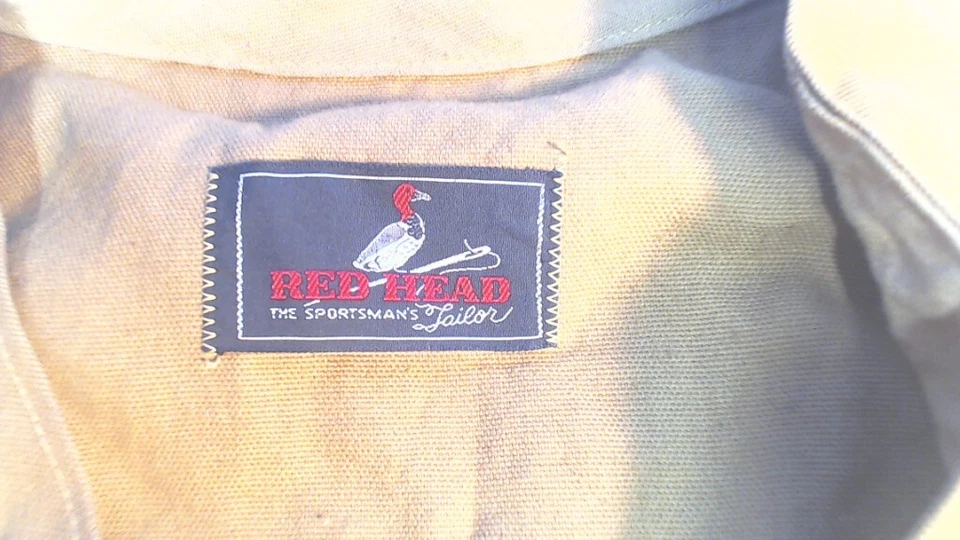 RED HEAD
THE SPORTSMAN'S Tailor